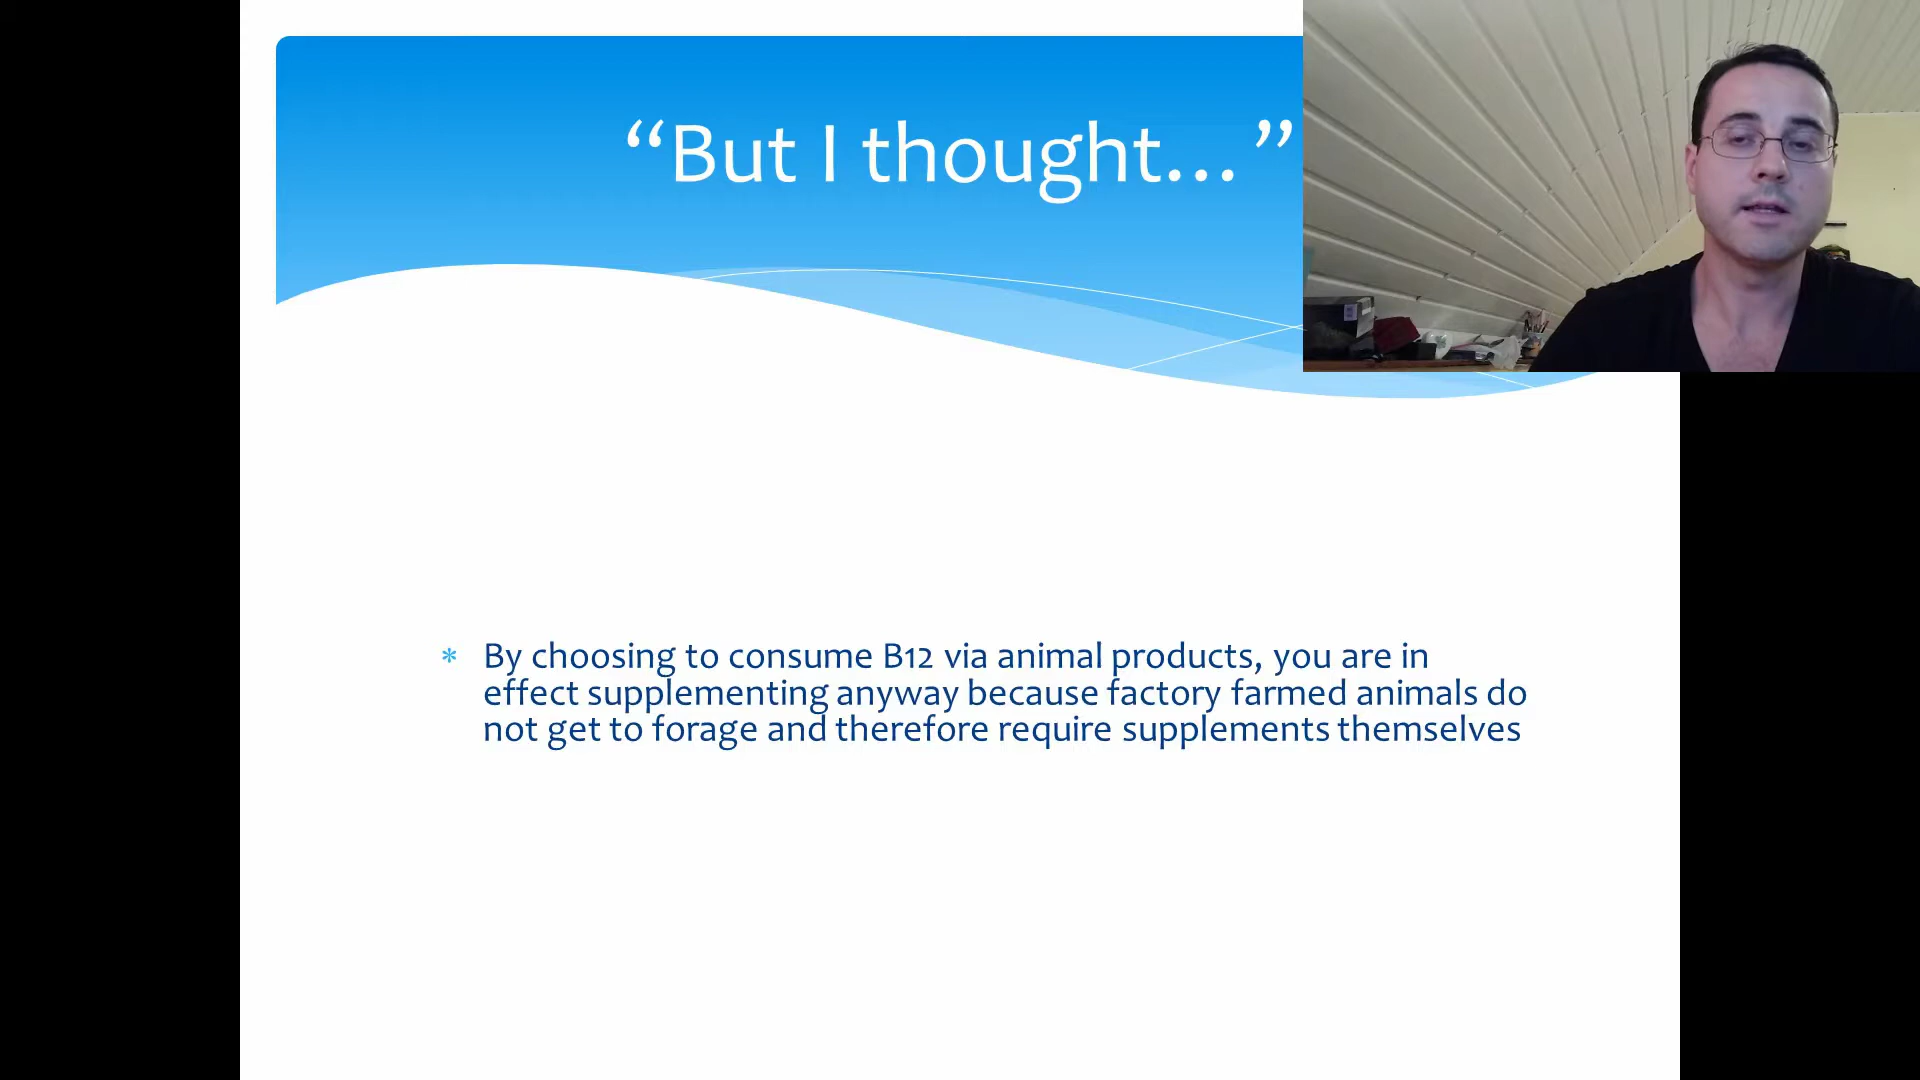 “But I thought…”
* By choosing to consume B12 via animal products, you are in
effect supplementing anyway because factory farmed animals do
not get to forage and therefore require supplements themselves